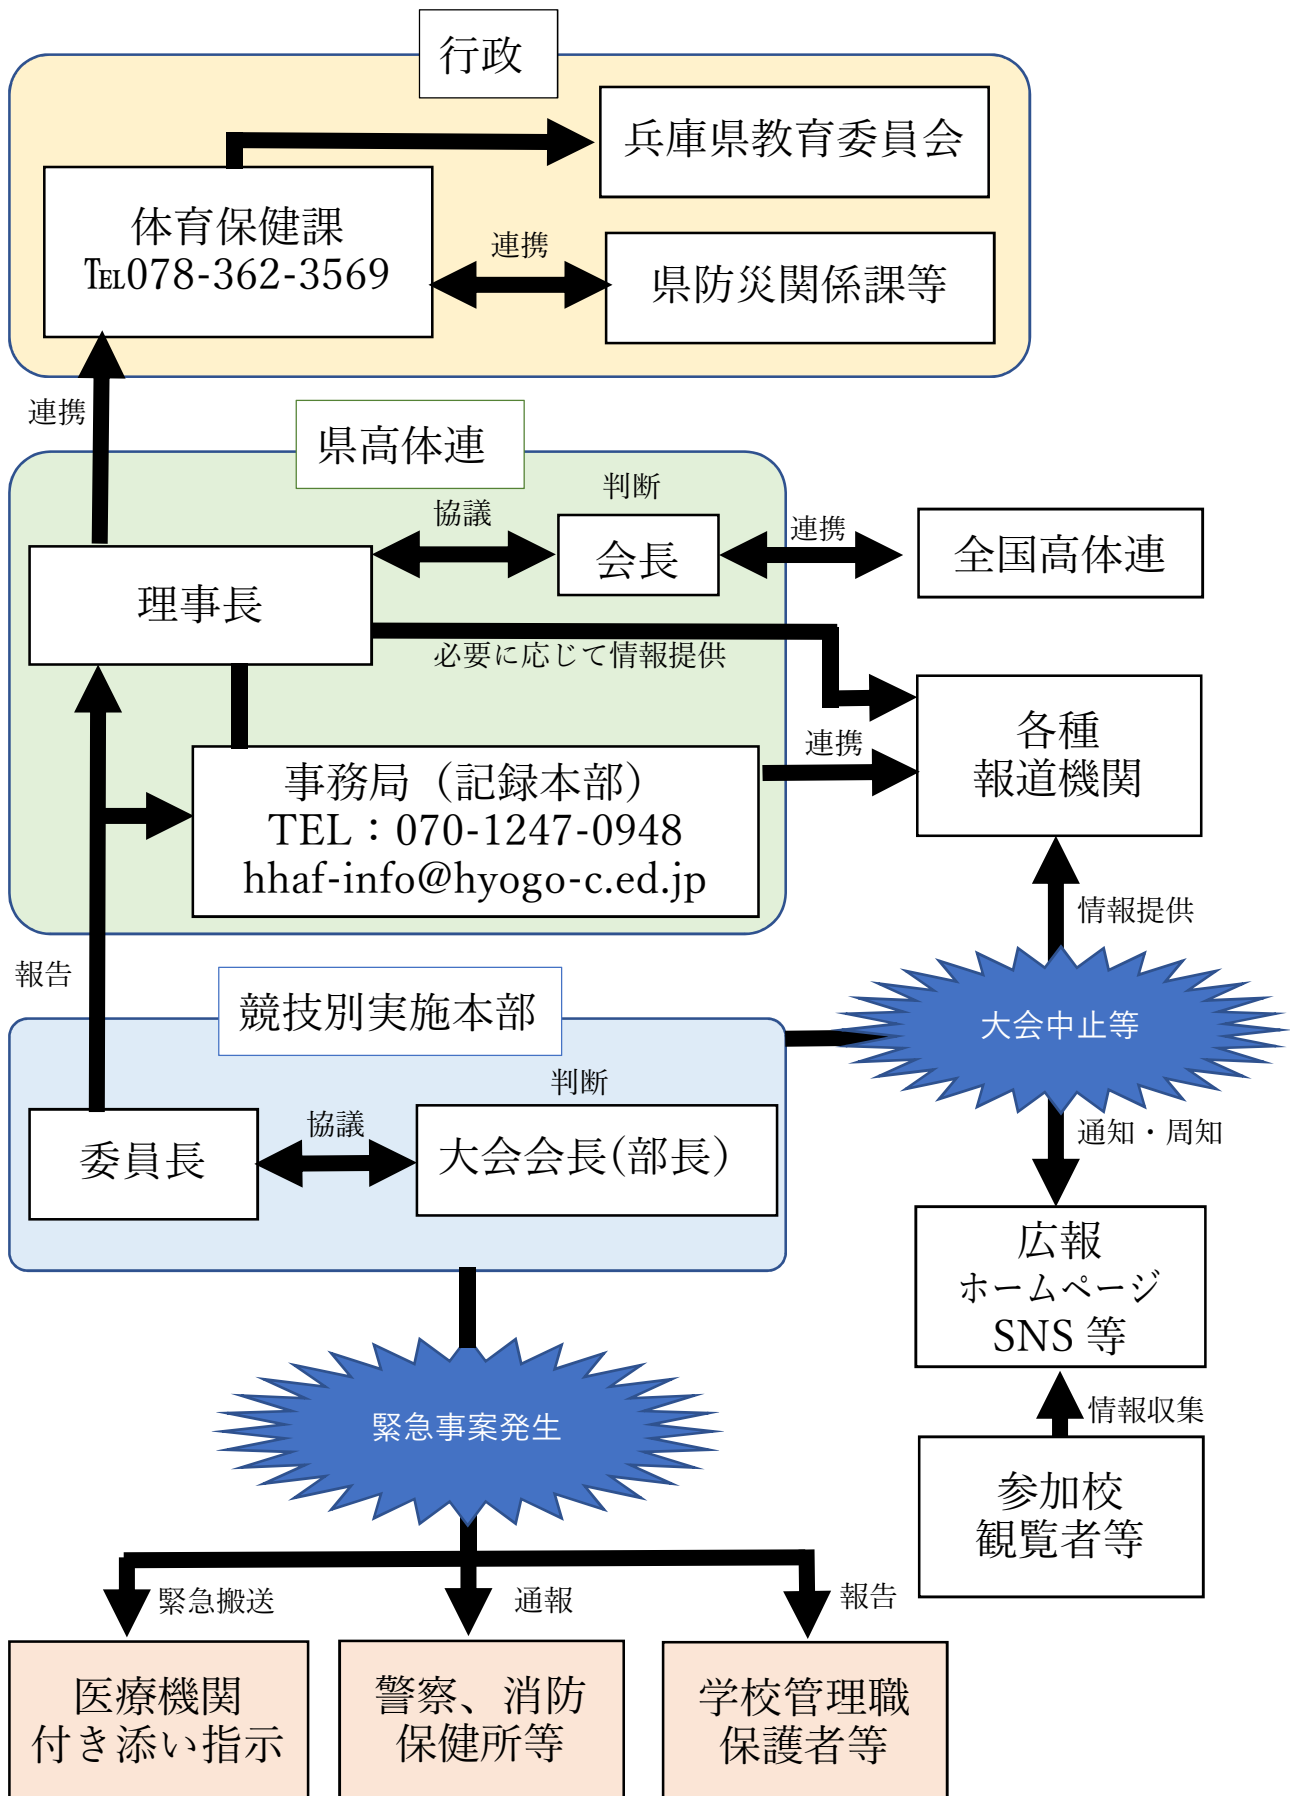 行政
兵庫県教育委員会
体育保健課
℡078-362-3569
連携
県防災関係課等
連携
県高体連
判断
協議
会長
連携
全国高体連
理事長
必要に応じて情報提供
各種
報道機関
連携
事務局（記録本部）
TEL：070-1247-0948
hhaf-info@hyogo-c.ed.jp
情報提供
報告
競技別実施本部
大会中止等
判断
協議
委員長
大会会長(部長）
通知・周知
広報
ホームページ
SNS 等
緊急事案発生
情報収集
参加校
観覧者等
緊急搬送
通報
報告
医療機関
付き添い指示
警察、消防
保健所等
学校管理職
保護者等